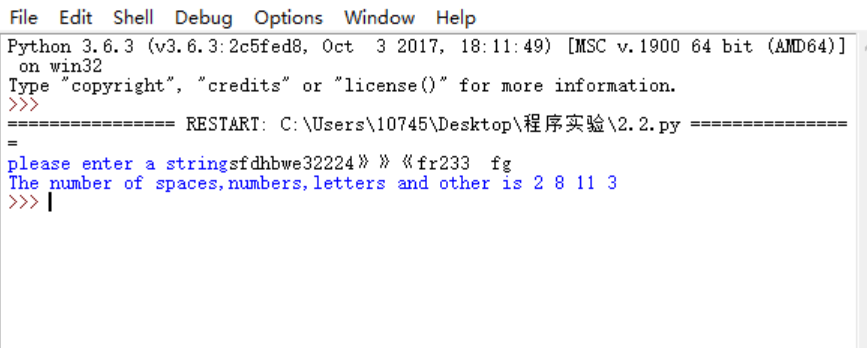 File Edit Shell Debug Options Window Help
Python 3.6.3 (v3.6.3:2c5fed8, Oct  3 2017, 18:11:49) [MSC v.1900 64 bit (AMD64)]
 on win32
Type "copyright", "credits" or "license()" for more information.
>>>
================ RESTART: C:\Users\10745\Desktop\程序实验\2.2.py ===============
=
please enter a stringsfdhbwe32224》》《fr233  fg
The number of spaces,numbers,letters and other is 2 8 11 3
>>>